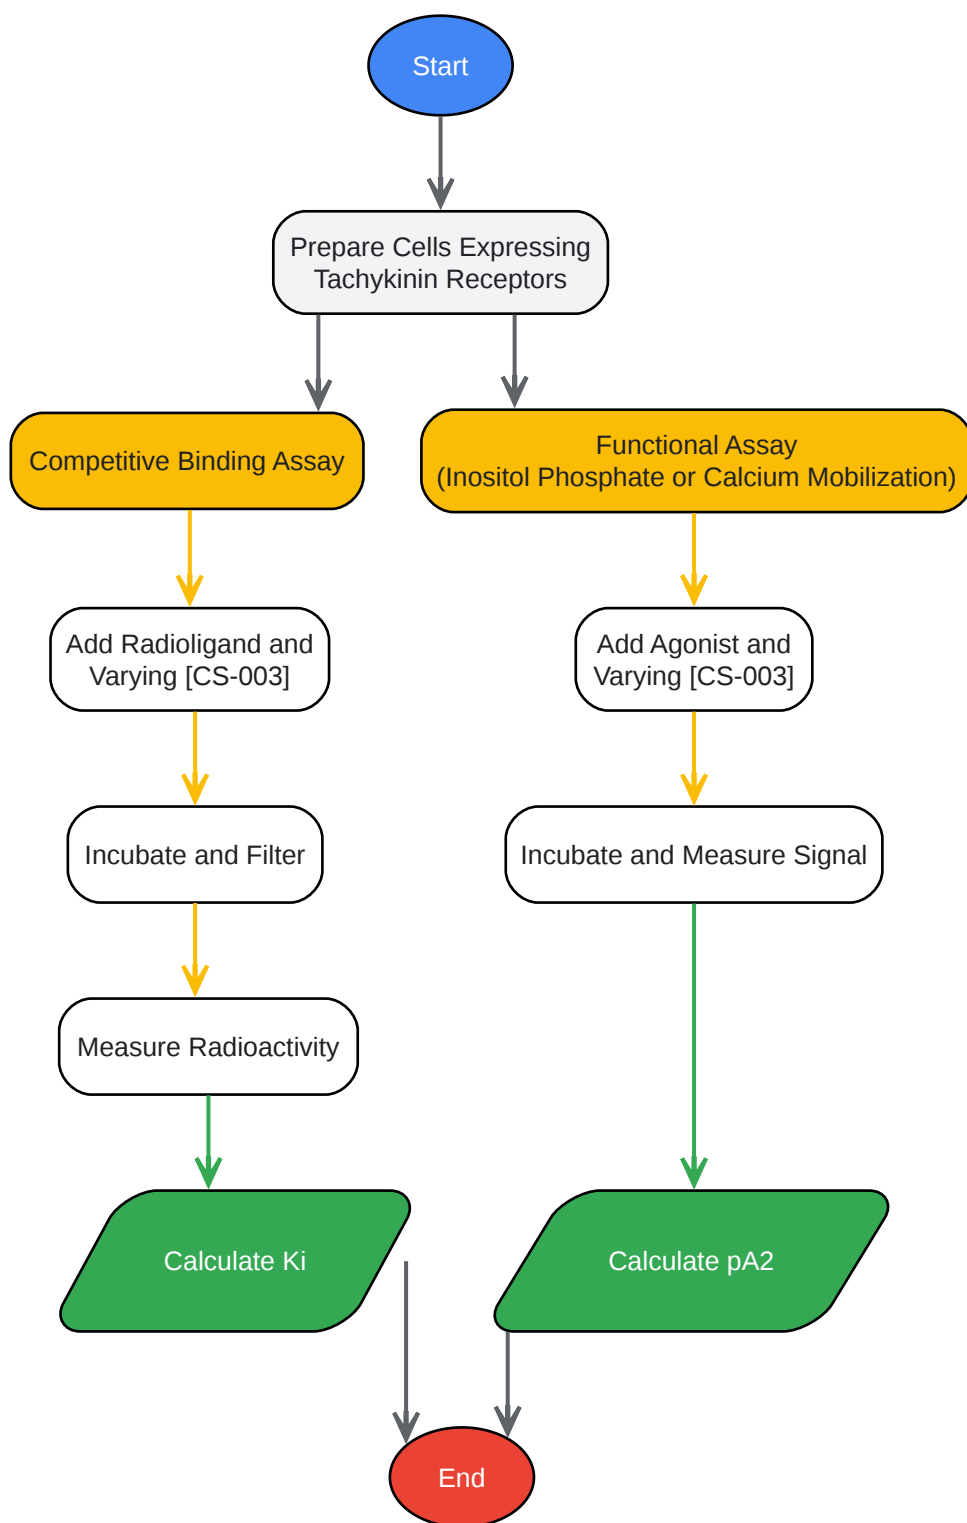 Start
Prepare Cells Expressing
Tachykinin Receptors
Competitive Binding Assay
Functional Assay
(Inositol Phosphate or Calcium Mobilization)
Add Radioligand and
Varying [CS-003]
Add Agonist and
Varying [CS-003]
Incubate and Filter
Incubate and Measure Signal
Measure Radioactivity
Calculate Ki
Calculate pA2
End